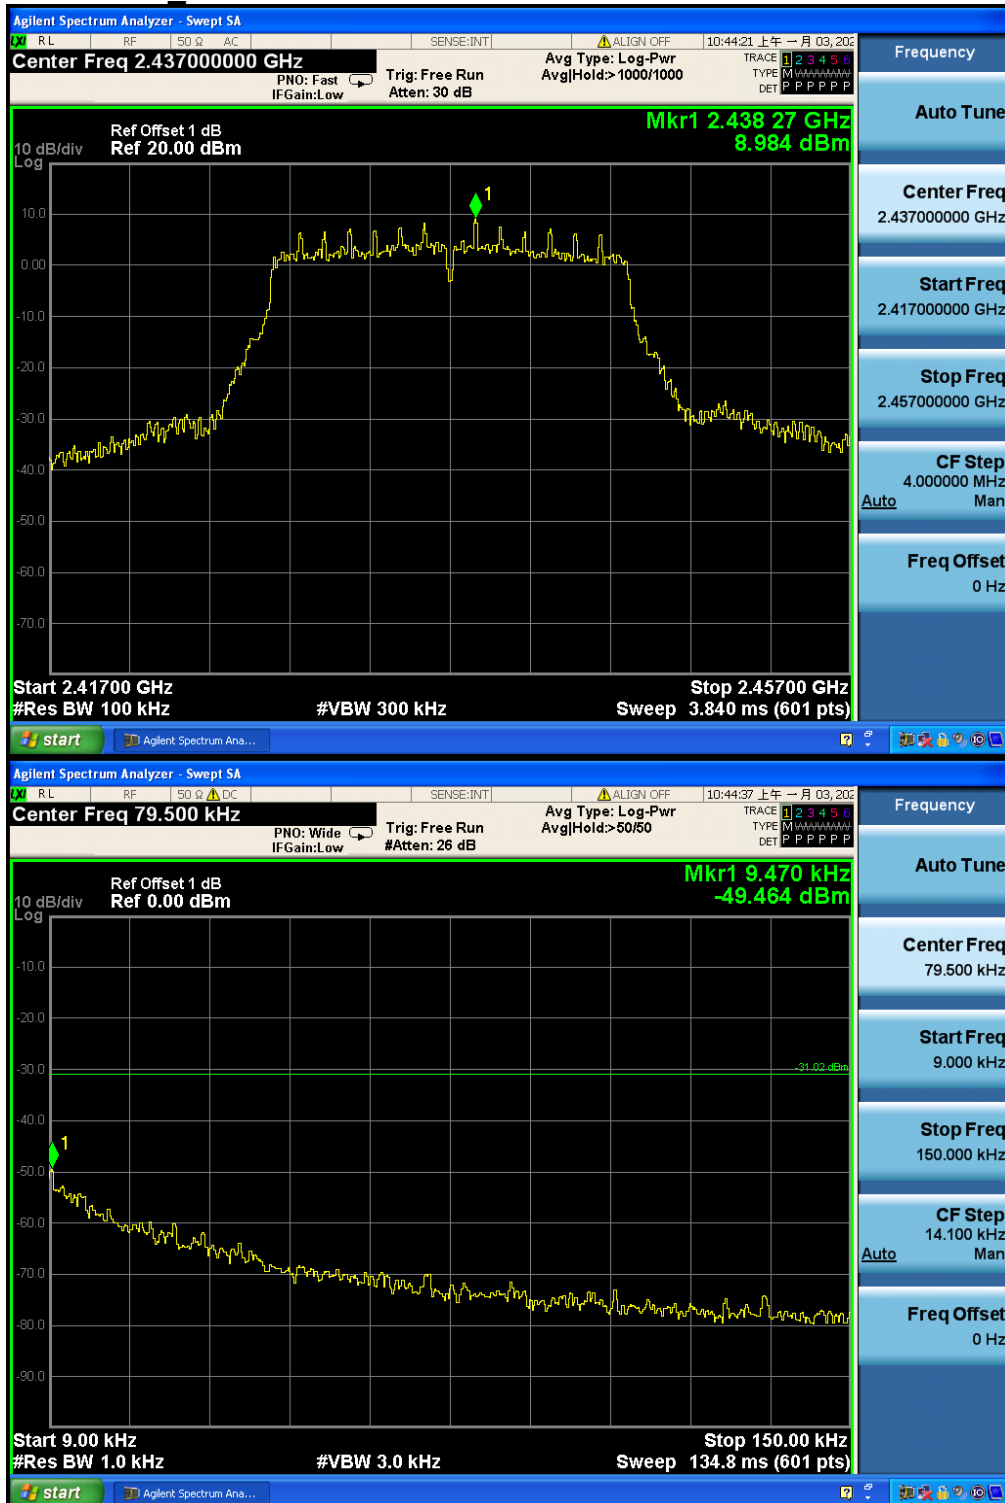 Agilent Spectrum Analyzer - Swept SA
LXI RL RF 50 Ω AC SENSE:INT ALIGN OFF 10:44:21 上午 一月 03, 202
Center Freq 2.437000000 GHz
PNO: Fast
IFGain:Low
Trig: Free Run
Atten: 30 dB
Avg Type: Log-Pwr
Avg|Hold:>1000/1000
TRACE 1 2 3 4 5 6
TYPE M
DET P P P P P P
Mkr1 2.438 27 GHz
8.984 dBm
Ref Offset 1 dB
10 dB/div Ref 20.00 dBm
Log
1
10.0
0.00
-10.0
-20.0
-30.0
-40.0
-50.0
-60.0
-70.0
Start 2.41700 GHz Stop 2.45700 GHz
#Res BW 100 kHz #VBW 300 kHz Sweep 3.840 ms (601 pts)
Frequency
Auto Tune
Center Freq
2.437000000 GHz
Start Freq
2.417000000 GHz
Stop Freq
2.457000000 GHz
CF Step
4.000000 MHz
Auto Man
Freq Offset
0 Hz
start Agilent Spectrum Ana...
Agilent Spectrum Analyzer - Swept SA
LXI RL RF 50 Ω DC SENSE:INT ALIGN OFF 10:44:37 上午 一月 03, 202
Center Freq 79.500 kHz
PNO: Wide
IFGain:Low
Trig: Free Run
#Atten: 26 dB
Avg Type: Log-Pwr
Avg|Hold:>50/50
TRACE 1 2 3 4 5 6
TYPE M
DET P P P P P P
Mkr1 9.470 kHz
-49.464 dBm
Ref Offset 1 dB
10 dB/div Ref 0.00 dBm
Log
-10.0
-20.0
-30.0
-31.02 dBm
-40.0
1
-50.0
-60.0
-70.0
-80.0
-90.0
Start 9.00 kHz Stop 150.00 kHz
#Res BW 1.0 kHz #VBW 3.0 kHz Sweep 134.8 ms (601 pts)
Frequency
Auto Tune
Center Freq
79.500 kHz
Start Freq
9.000 kHz
Stop Freq
150.000 kHz
CF Step
14.100 kHz
Auto Man
Freq Offset
0 Hz
start Agilent Spectrum Ana...